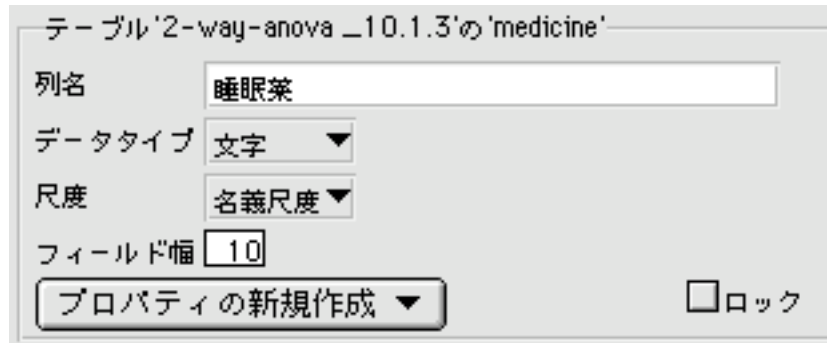 テーブル'2-way-anova _10.1.3'の'medicine'
列名 睡眠薬
データタイプ 文字
尺度 名義尺度
フィールド幅 10
プロパティの新規作成 ロック